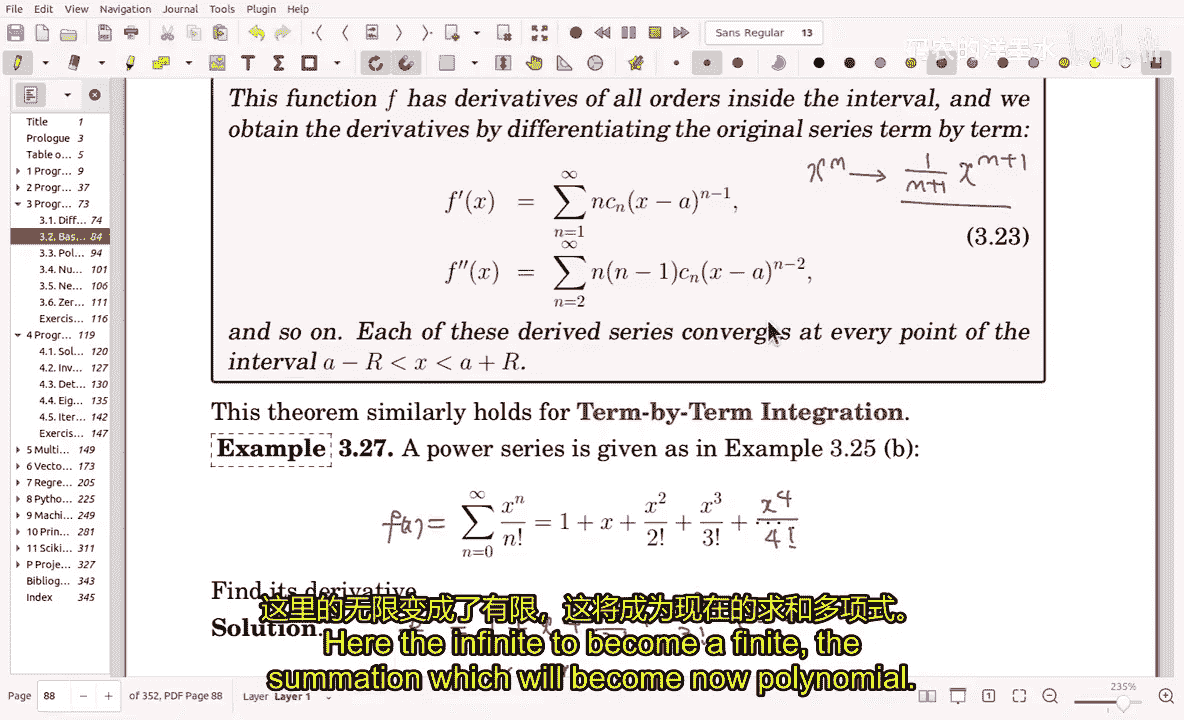 File Edit View Navigation Journal Tools Plugin Help
Sans Regular 13
Title 1
Prologue 3
Table o... 5
1 Progr... 9
2 Progr... 37
3 Progr... 73
3.1. Diff... 74
3.2. Bas... 84
3.3. Pol... 94
3.4. Nu... 101
3.5. Ne... 106
3.6. Zer... 111
Exercis... 116
4 Progr... 119
4.1. Sol... 120
4.2. Inv... 127
4.3. Det... 130
4.4. Eig... 135
4.5. Iter... 142
Exercis... 147
5 Multi... 149
6 Vecto... 173
7 Regre... 205
8 Pytho... 225
9 Machi... 249
10 Prin... 281
11 Sciki... 311
P Proje... 327
Bibliog... 343
Index 345
This function f has derivatives of all orders inside the interval, and we
obtain the derivatives by differentiating the original series term by term:
x^m → 1/(m+1) x^(m+1)
f′(x) = ∑_{n=1}^{∞} nc_n(x − a)^{n−1},
(3.23)
f″(x) = ∑_{n=2}^{∞} n(n − 1)c_n(x − a)^{n−2},
and so on. Each of these derived series converges at every point of the
interval a − R < x < a + R.
This theorem similarly holds for Term-by-Term Integration.
Example 3.27. A power series is given as in Example 3.25 (b):
f(x) = ∑_{n=0}^{∞} x^n/n! = 1 + x + x^2/2! + x^3/3! + x^4/4! ···
Find its derivative
Solution.
这里的无限变成了有限，这将成为现在的求和多项式。
Here the infinite to become a finite, the
summation which will become now polynomial.
Page 88 of 352, PDF Page 88 Layer Layer 1 235%